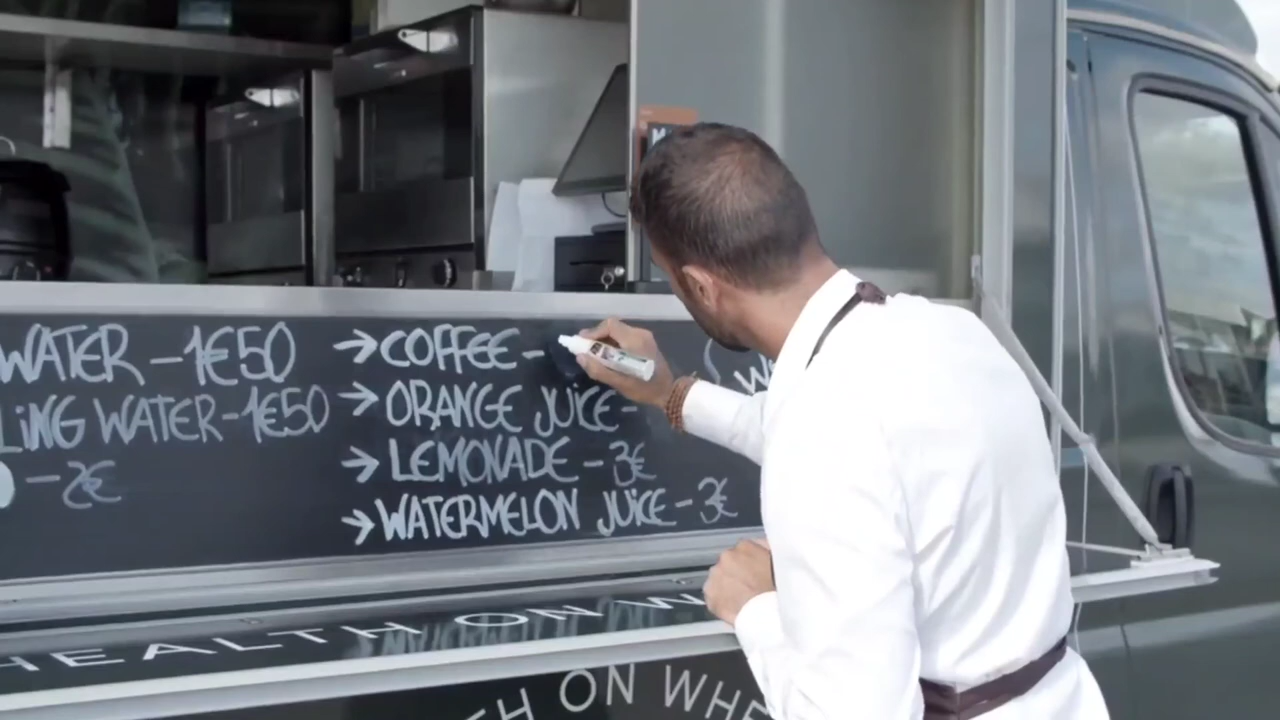 WATER - 1€50
LiNG WATER - 1€50
- 2€
→ COFFEE -
→ ORANGE JUiCE -
→ LEMONADE - 3€
→ WATERMELON JUiCE - 3€
W
HEALTH ON W
TH ON WHE